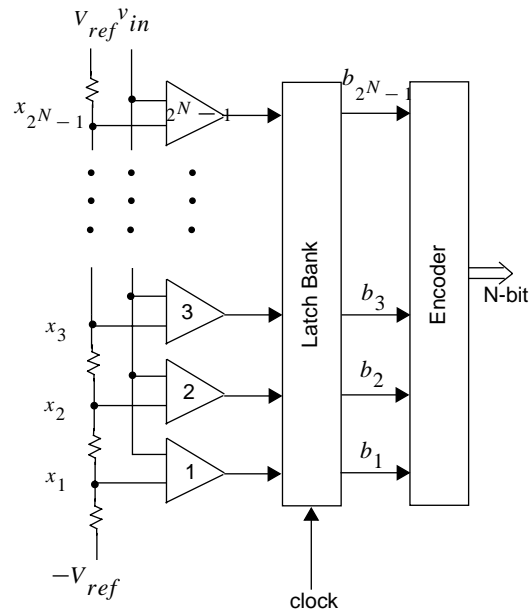 V_ref v_in
x_{2^N − 1}
2^N − 1
b_{2^N − 1}
Latch Bank
Encoder
N-bit
x_3
3
b_3
x_2
2
b_2
x_1
1
b_1
−V_ref
clock